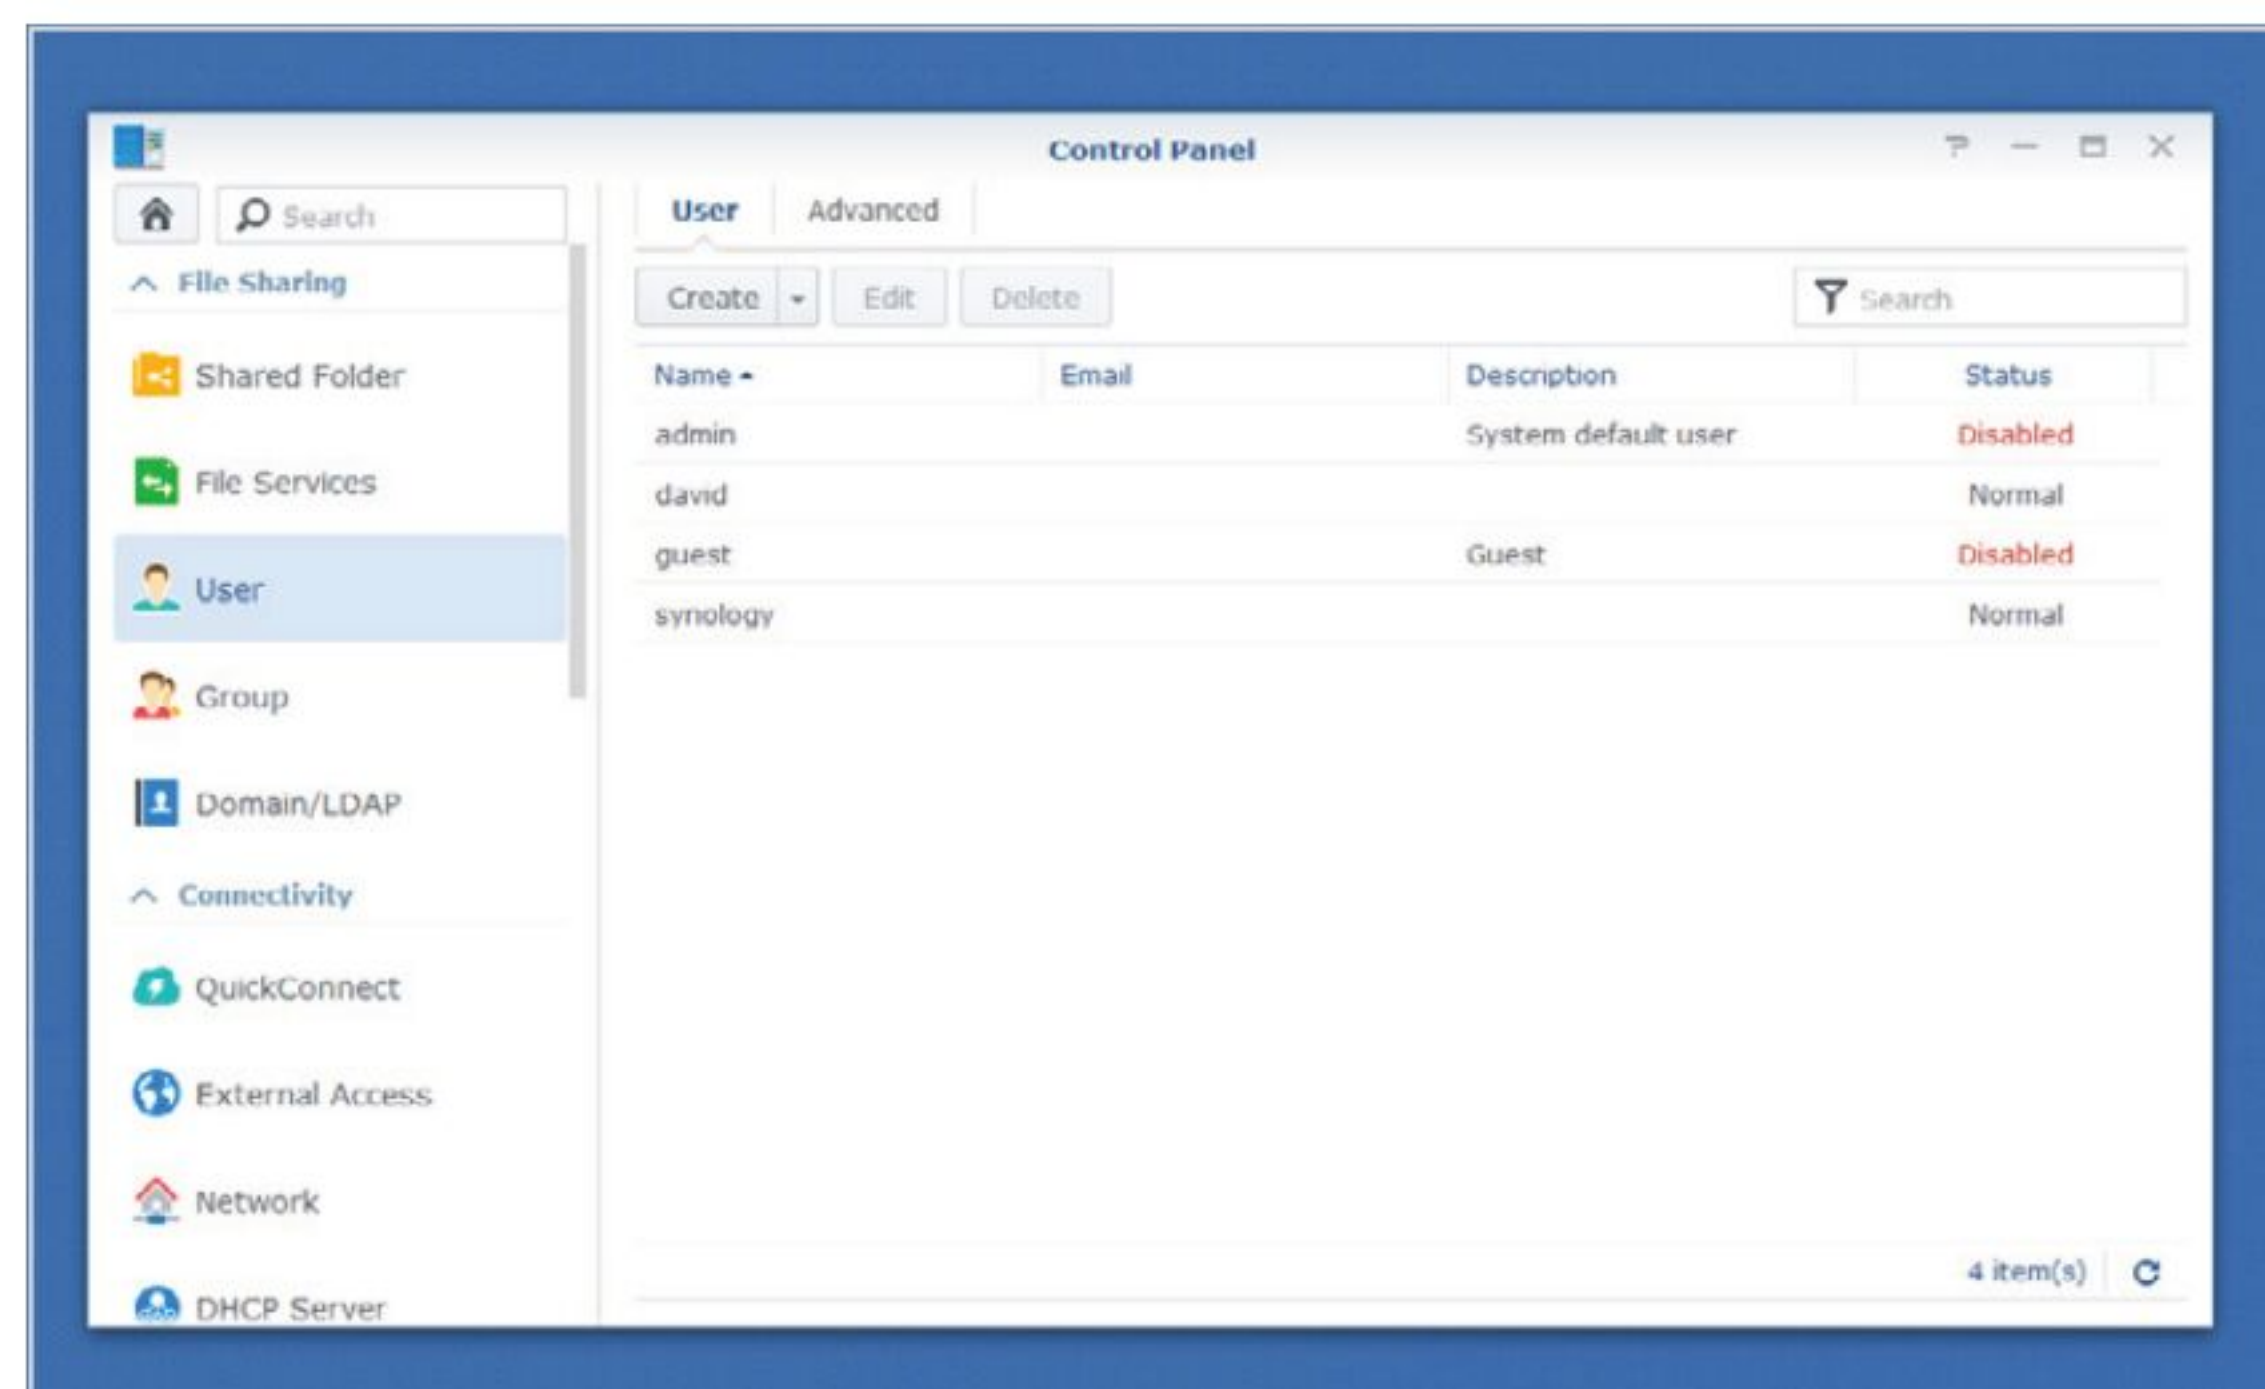 Control Panel
Search
User Advanced
File Sharing
Create Edit Delete Search
Shared Folder
Name Email Description Status
admin System default user Disabled
File Services
david Normal
guest Guest Disabled
User
synology Normal
Group
Domain/LDAP
Connectivity
QuickConnect
External Access
Network
4 item(s)
DHCP Server